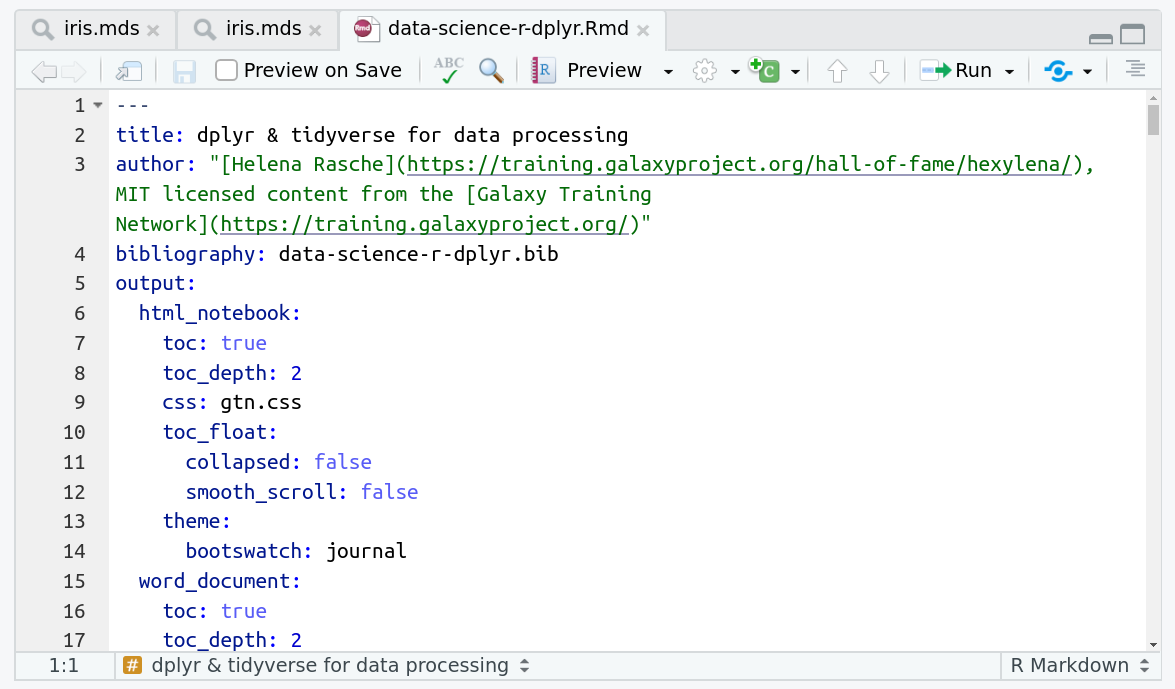 iris.mds × iris.mds × Rmd data-science-r-dplyr.Rmd ×
Preview on Save ABC R Preview C Run
1 ---
2 title: dplyr & tidyverse for data processing
3 author: "[Helena Rasche](https://training.galaxyproject.org/hall-of-fame/hexylena/),
MIT licensed content from the [Galaxy Training
Network](https://training.galaxyproject.org/)"
4 bibliography: data-science-r-dplyr.bib
5 output:
6   html_notebook:
7     toc: true
8     toc_depth: 2
9     css: gtn.css
10     toc_float:
11       collapsed: false
12       smooth_scroll: false
13     theme:
14       bootswatch: journal
15   word_document:
16     toc: true
17     toc_depth: 2
1:1 # dplyr & tidyverse for data processing R Markdown